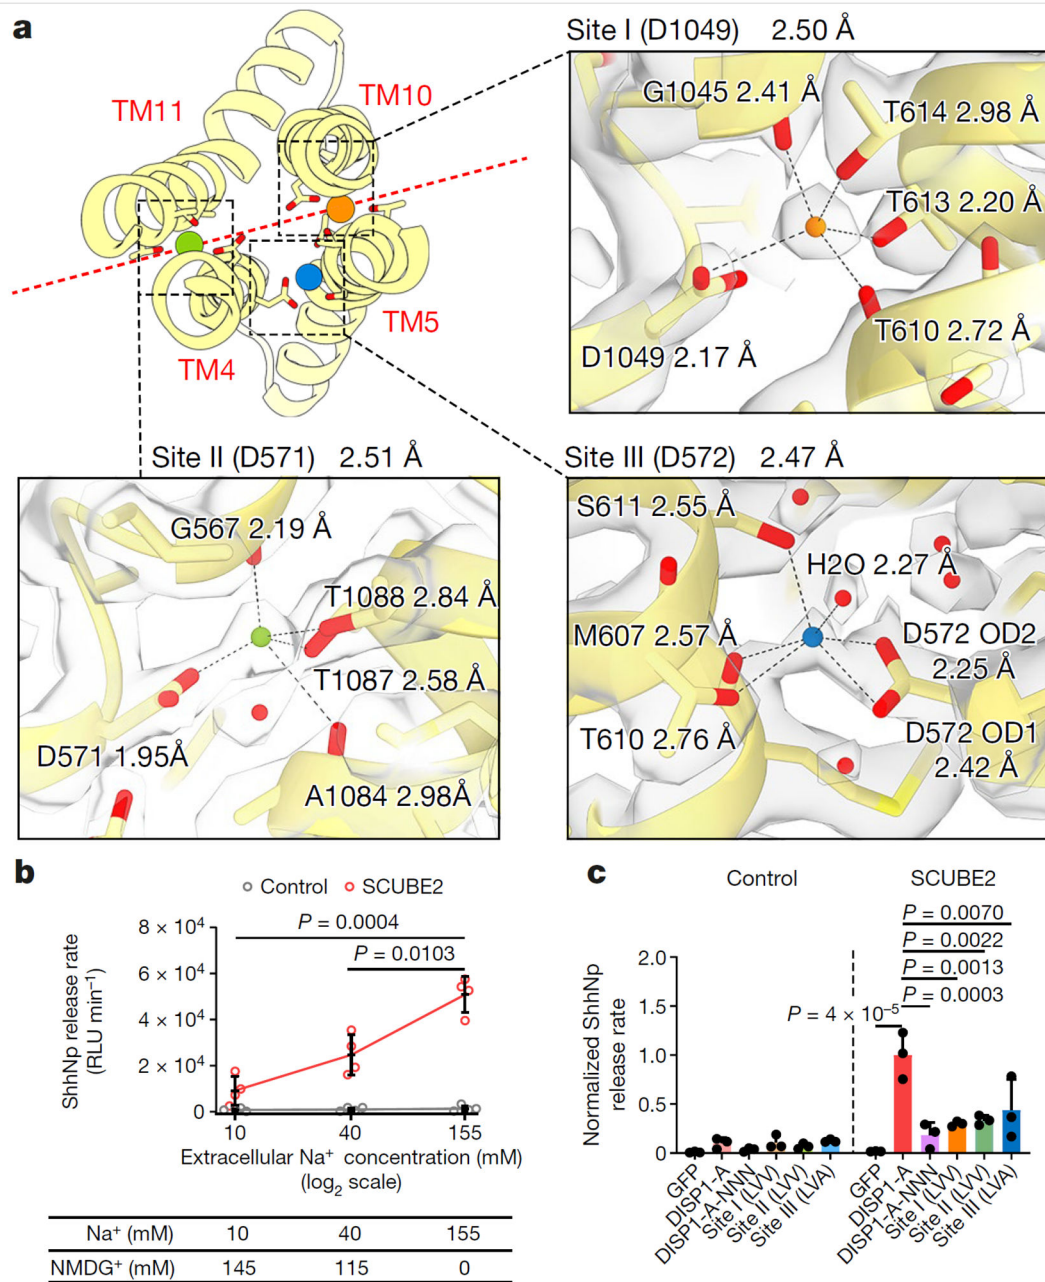 a
TM11
TM10
TM4
TM5
Site I (D1049) 2.50 Å
G1045 2.41 Å
T614 2.98 Å
T613 2.20 Å
T610 2.72 Å
D1049 2.17 Å
Site II (D571) 2.51 Å
G567 2.19 Å
T1088 2.84 Å
T1087 2.58 Å
D571 1.95Å
A1084 2.98Å
Site III (D572) 2.47 Å
S611 2.55 Å
H2O 2.27 Å
M607 2.57 Å
D572 OD2
2.25 Å
T610 2.76 Å
D572 OD1
2.42 Å
b
Control
SCUBE2
P = 0.0004
P = 0.0103
8 × 10⁴
6 × 10⁴
4 × 10⁴
2 × 10⁴
0
ShhNp release rate
(RLU min⁻¹)
10 40 155
Extracellular Na⁺ concentration (mM)
(log₂ scale)
Na⁺ (mM) 10 40 155
NMDG⁺ (mM) 145 115 0
c
Control
SCUBE2
P = 0.0070
P = 0.0022
P = 0.0013
P = 0.0003
P = 4 × 10⁻⁵
2.0
1.5
1.0
0.5
0
Normalized ShhNp
release rate
GFP
DISP1-A
DISP1-A-NNN
Site I (LVV)
Site II (LVV)
Site III (LVA)
GFP
DISP1-A
DISP1-A-NNN
Site I (LVV)
Site II (LVV)
Site III (LVA)